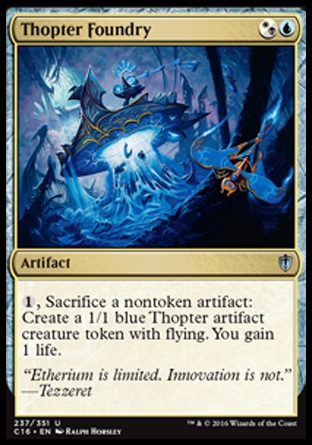 Thopter Foundry
Artifact
1, Sacrifice a nontoken artifact:
Create a 1/1 blue Thopter artifact
creature token with flying. You gain
1 life.
“Etherium is limited. Innovation is not.”
—Tezzeret
237/351 U
C16 • EN RALPH HORSLEY
™ & © 2016 Wizards of the Coast